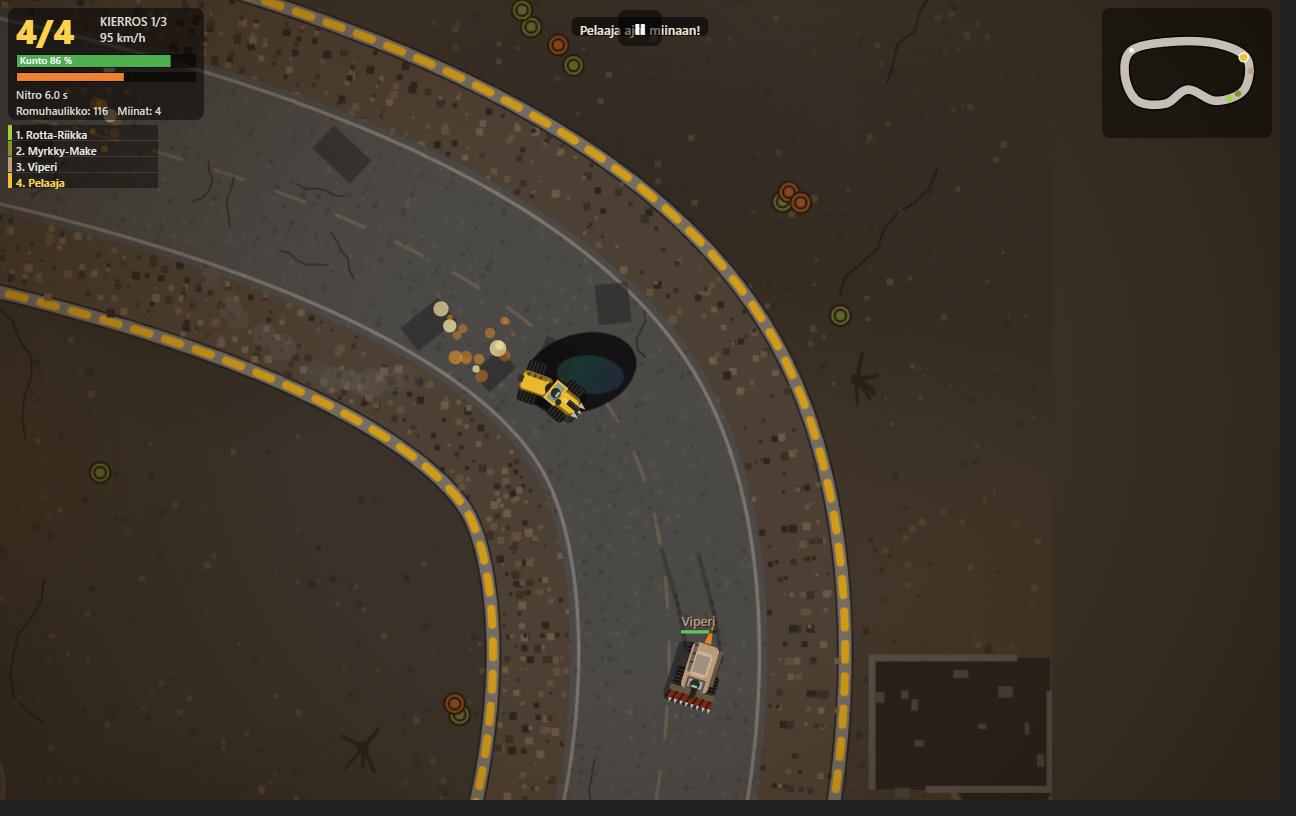 4/4
KIERROS 1/3
95 km/h
Kunto 86 %
Nitro 6.0 s
Romuhaulikko: 116 Miinat: 4
1. Rotta-Riikka
2. Myrkky-Make
3. Viperi
4. Pelaaja
Pelaaja miinaan!
Viperi